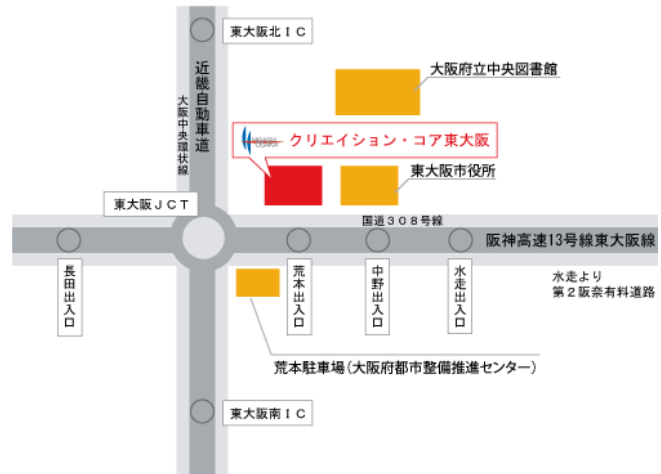 東大阪北ＩＣ
近畿自動車道
大阪中央環状線
大阪府立中央図書館
クリエイション・コア東大阪
東大阪市役所
東大阪ＪＣＴ
国道３０８号線
阪神高速13号線東大阪線
長田出入口
荒本出入口
中野出入口
水走出入口
水走より
第２阪奈有料道路
荒本駐車場（大阪府都市整備推進センター）
東大阪南ＩＣ